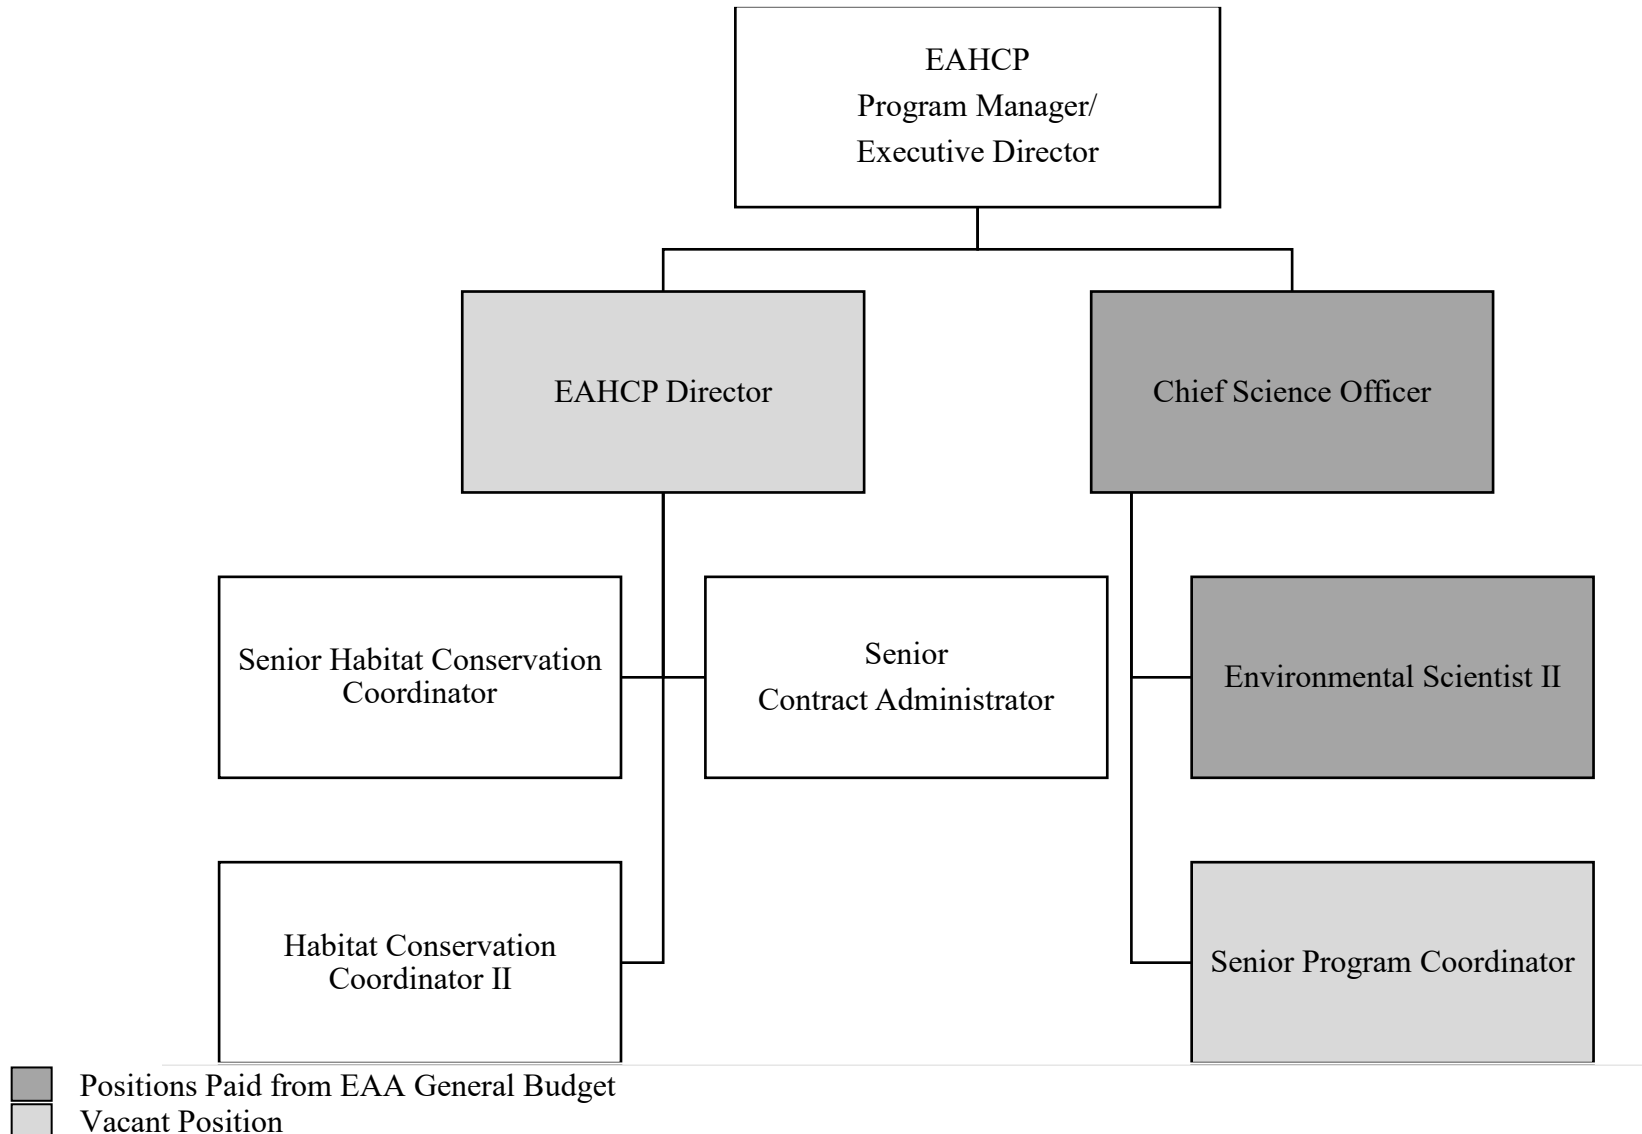 EAHCP
Program Manager/
Executive Director
EAHCP Director
Chief Science Officer
Senior Habitat Conservation
Coordinator
Senior
Contract Administrator
Environmental Scientist II
Habitat Conservation
Coordinator II
Senior Program Coordinator
Positions Paid from EAA General Budget
Vacant Position